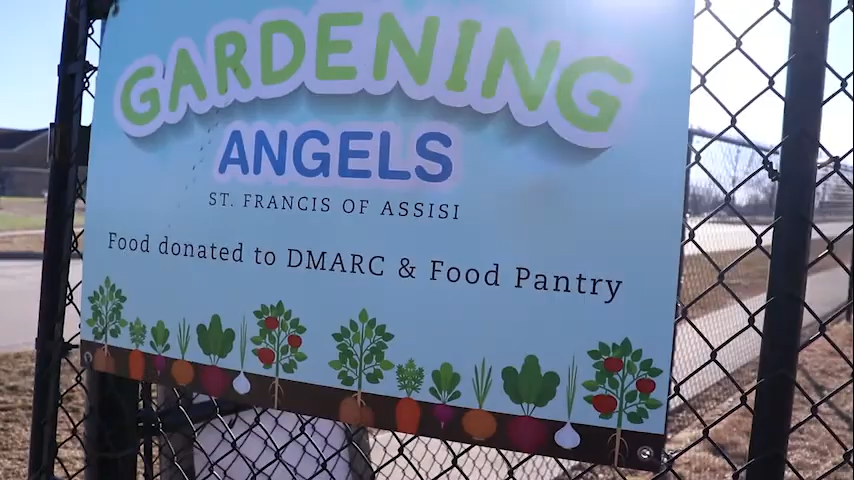 GARDENING
ANGELS
ST. FRANCIS OF ASSISI
Food donated to DMARC & Food Pantry